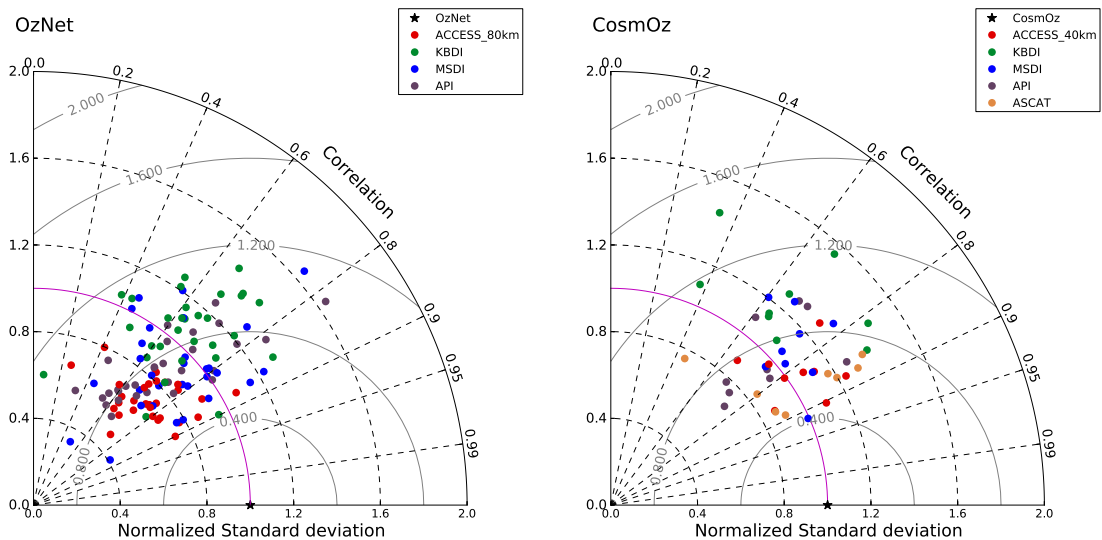 OzNet
OzNet
ACCESS_80km
KBDI
MSDI
API
2.0
1.6
1.2
0.8
0.4
0.0
0.0
0.4
0.8
1.2
1.6
2.0
Normalized Standard deviation
0.2
0.4
0.6
0.8
0.9
0.95
0.99
Correlation
2.000
1.600
1.200
0.800
0.400
CosmOz
CosmOz
ACCESS_40km
KBDI
MSDI
API
ASCAT
2.0
1.6
1.2
0.8
0.4
0.0
0.0
0.4
0.8
1.2
1.6
2.0
Normalized Standard deviation
0.2
0.4
0.6
0.8
0.9
0.95
0.99
Correlation
2.000
1.600
1.200
0.800
0.400